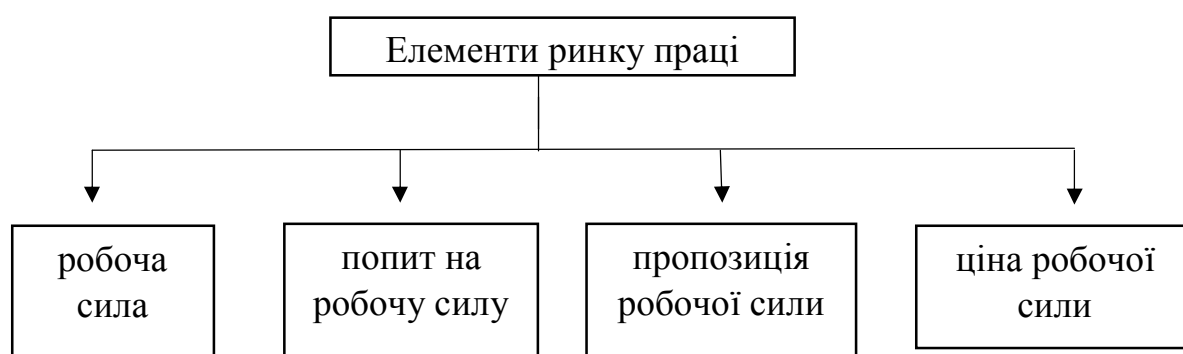 Елементи ринку праці
робоча
сила
попит на
робочу силу
пропозиція
робочої сили
ціна робочої
сили